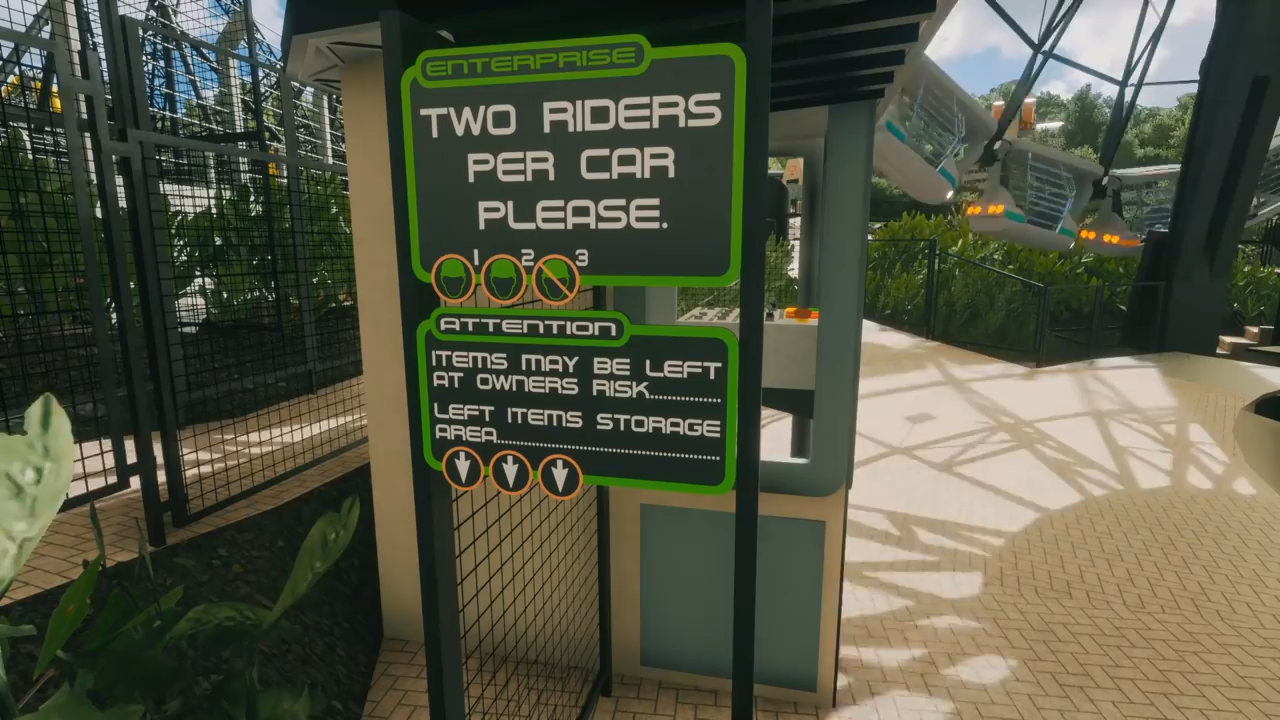 ENTERPRISE
TWO RIDERS
PER CAR
PLEASE.
1 2 3
ATTENTION
ITEMS MAY BE LEFT
AT OWNERS RISK..............
LEFT ITEMS STORAGE
AREA.............................................